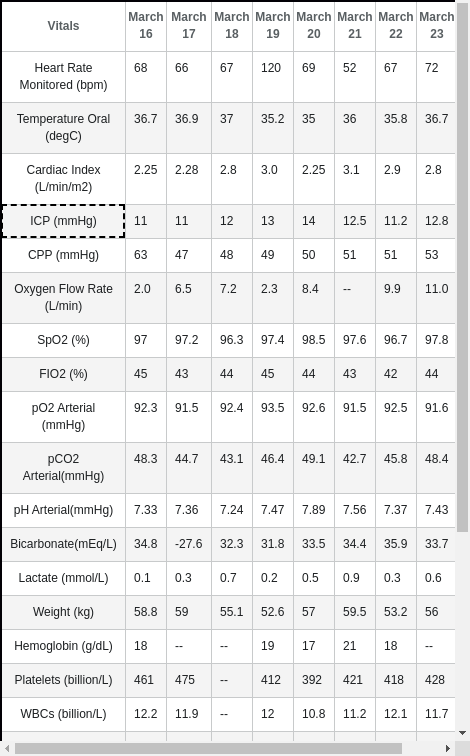 Vitals March 16 March 17 March 18 March 19 March 20 March 21 March 22 March 23
Heart Rate Monitored (bpm) 68 66 67 120 69 52 67 72
Temperature Oral (degC) 36.7 36.9 37 35.2 35 36 35.8 36.7
Cardiac Index (L/min/m2) 2.25 2.28 2.8 3.0 2.25 3.1 2.9 2.8
ICP (mmHg) 11 11 12 13 14 12.5 11.2 12.8
CPP (mmHg) 63 47 48 49 50 51 51 53
Oxygen Flow Rate (L/min) 2.0 6.5 7.2 2.3 8.4 -- 9.9 11.0
SpO2 (%) 97 97.2 96.3 97.4 98.5 97.6 96.7 97.8
FIO2 (%) 45 43 44 45 44 43 42 44
pO2 Arterial (mmHg) 92.3 91.5 92.4 93.5 92.6 91.5 92.5 91.6
pCO2 Arterial(mmHg) 48.3 44.7 43.1 46.4 49.1 42.7 45.8 48.4
pH Arterial(mmHg) 7.33 7.36 7.24 7.47 7.89 7.56 7.37 7.43
Bicarbonate(mEq/L) 34.8 -27.6 32.3 31.8 33.5 34.4 35.9 33.7
Lactate (mmol/L) 0.1 0.3 0.7 0.2 0.5 0.9 0.3 0.6
Weight (kg) 58.8 59 55.1 52.6 57 59.5 53.2 56
Hemoglobin (g/dL) 18 -- -- 19 17 21 18 --
Platelets (billion/L) 461 475 -- 412 392 421 418 428
WBCs (billion/L) 12.2 11.9 -- 12 10.8 11.2 12.1 11.7